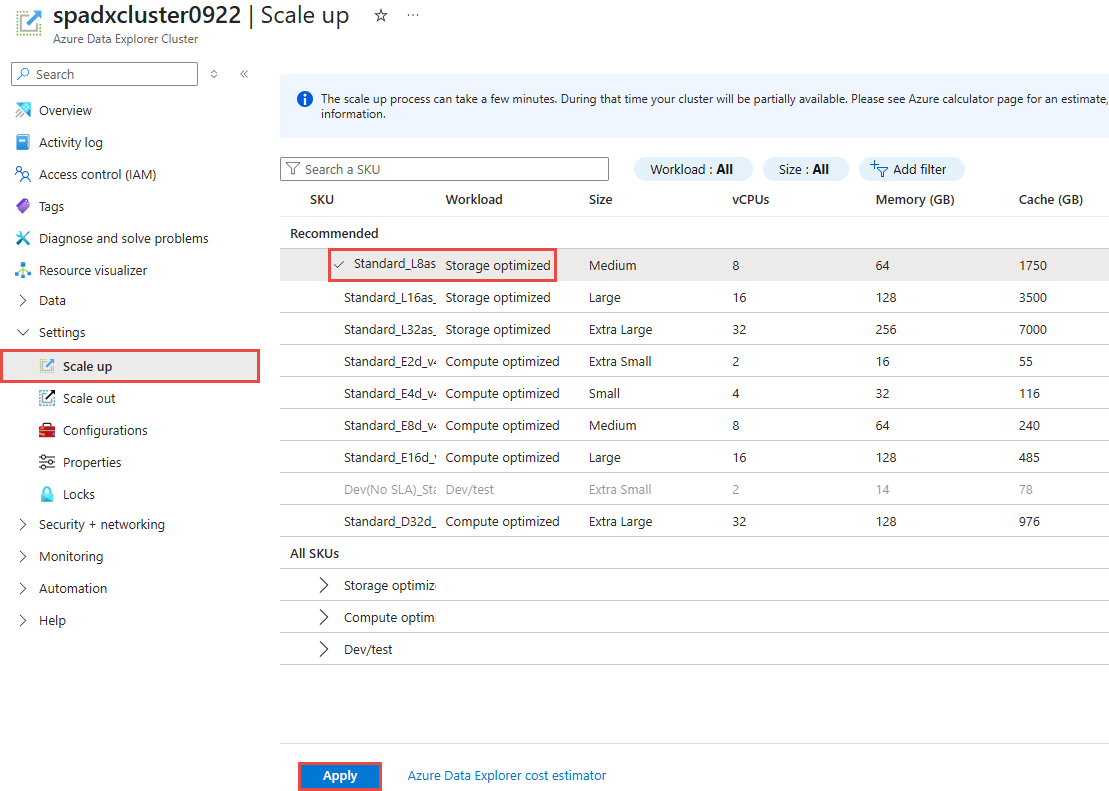 spadxcluster0922 | Scale up
Azure Data Explorer Cluster
Search
Overview
Activity log
Access control (IAM)
Tags
Diagnose and solve problems
Resource visualizer
Data
Settings
Scale up
Scale out
Configurations
Properties
Locks
Security + networking
Monitoring
Automation
Help
The scale up process can take a few minutes. During that time your cluster will be partially available. Please see Azure calculator page for an estimate,
information.
Search a SKU
Workload : All
Size : All
Add filter
SKU Workload Size vCPUs Memory (GB) Cache (GB)
Recommended
Standard_L8as Storage optimized Medium 8 64 1750
Standard_L16as_ Storage optimized Large 16 128 3500
Standard_L32as_ Storage optimized Extra Large 32 256 7000
Standard_E2d_v4 Compute optimized Extra Small 2 16 55
Standard_E4d_v4 Compute optimized Small 4 32 116
Standard_E8d_v4 Compute optimized Medium 8 64 240
Standard_E16d_v Compute optimized Large 16 128 485
Dev(No SLA)_Sta Dev/test Extra Small 2 14 78
Standard_D32d_ Compute optimized Extra Large 32 128 976
All SKUs
Storage optimiz
Compute optim
Dev/test
Apply
Azure Data Explorer cost estimator